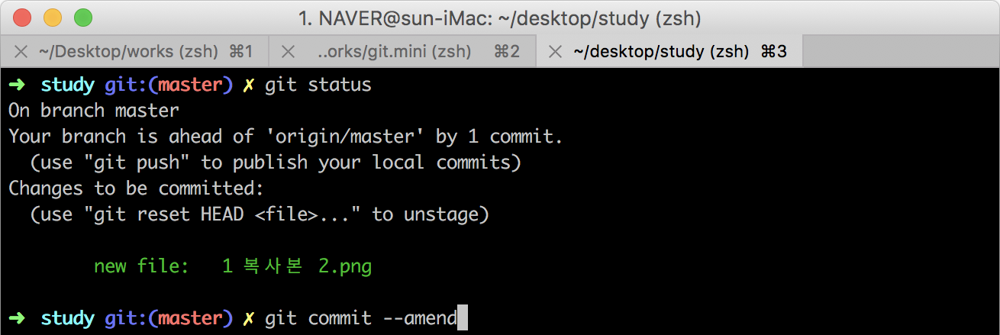 1. NAVER@sun-iMac: ~/desktop/study (zsh)
~/Desktop/works (zsh) ⌘1 ..orks/git.mini (zsh) ⌘2 ~/desktop/study (zsh) ⌘3
➜ study git:(master) ✗ git status
On branch master
Your branch is ahead of 'origin/master' by 1 commit.
(use "git push" to publish your local commits)
Changes to be committed:
(use "git reset HEAD <file>..." to unstage)
new file: 1 복사본 2.png
➜ study git:(master) ✗ git commit --amend